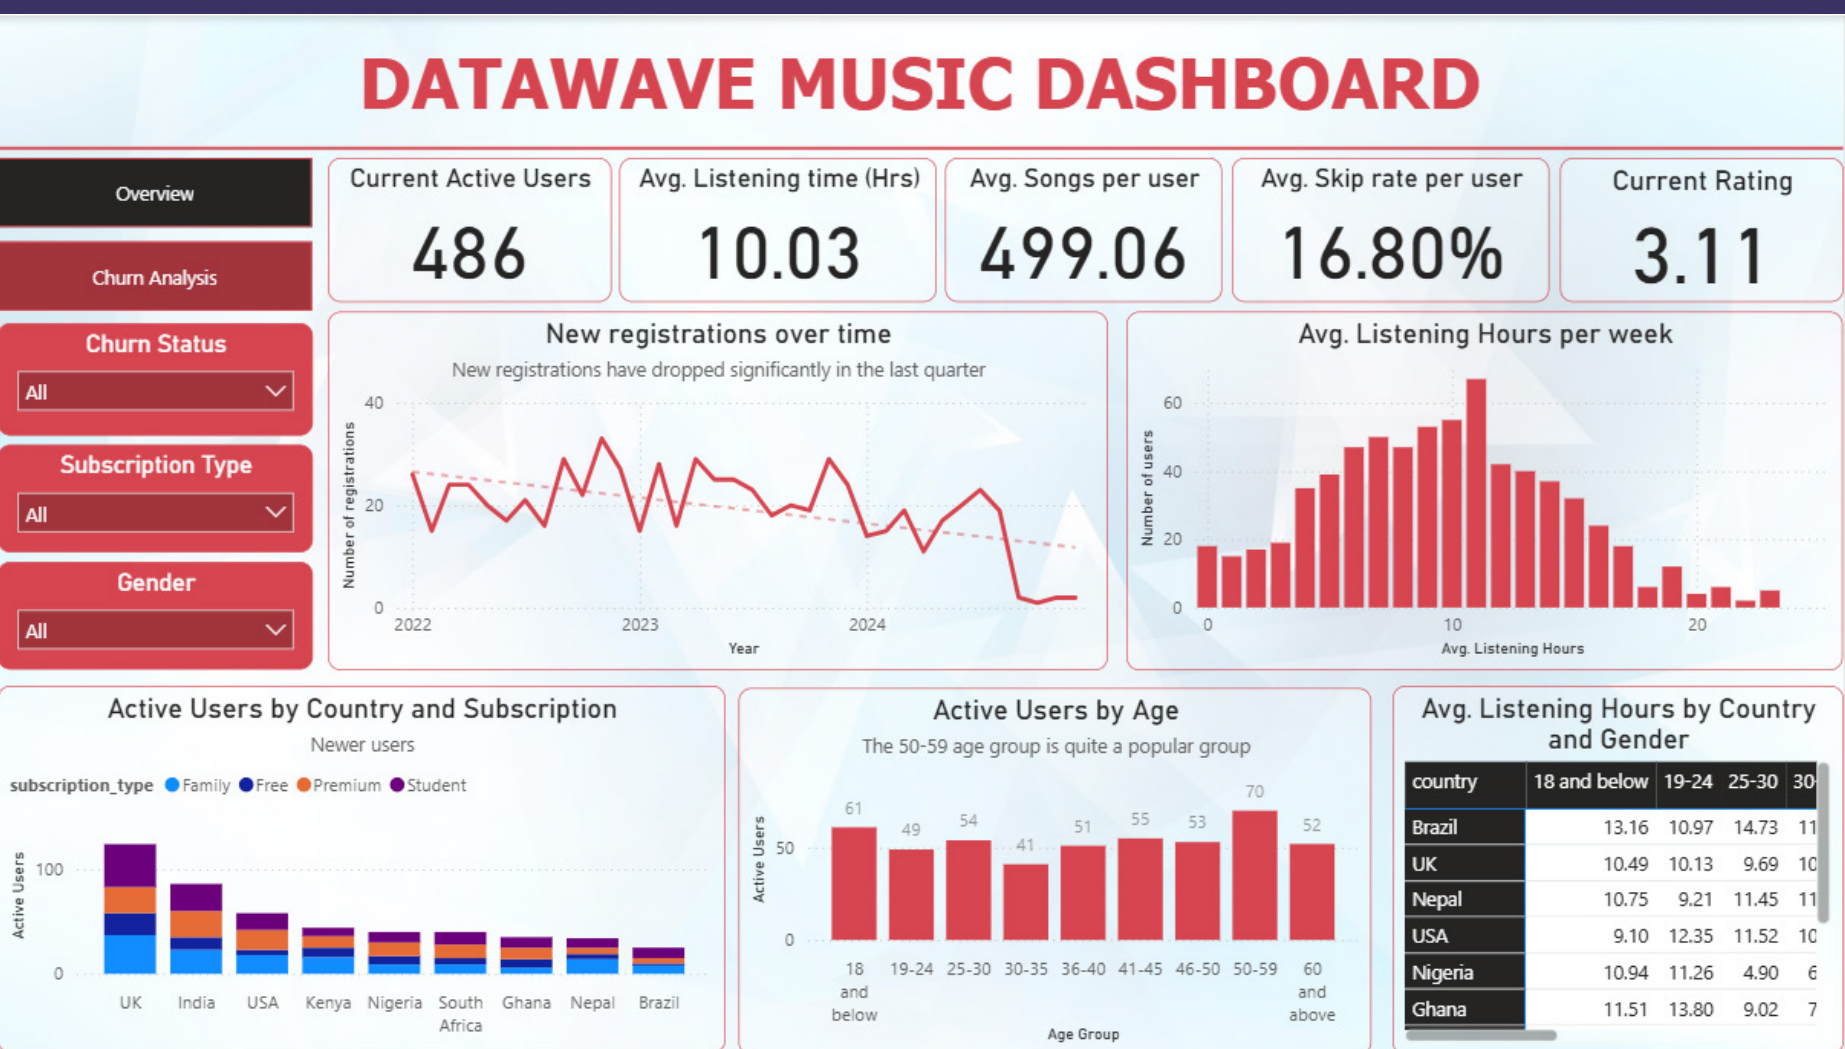 DATAWAVE MUSIC DASHBOARD
Overview
Churn Analysis
Churn Status
All
Subscription Type
All
Gender
All
Current Active Users
486
Avg. Listening time (Hrs)
10.03
Avg. Songs per user
499.06
Avg. Skip rate per user
16.80%
Current Rating
3.11
New registrations over time
New registrations have dropped significantly in the last quarter
Number of registrations
40
20
0
2022 2023 2024
Year
Avg. Listening Hours per week
Number of users
60
40
20
0
0 10 20
Avg. Listening Hours
Active Users by Country and Subscription
Newer users
subscription_type Family Free Premium Student
Active Users
100
0
UK India USA Kenya Nigeria South Africa Ghana Nepal Brazil
Active Users by Age
The 50-59 age group is quite a popular group
Active Users
50
0
61 49 54 41 51 55 53 70 52
18 and below 19-24 25-30 30-35 36-40 41-45 46-50 50-59 60 and above
Age Group
Avg. Listening Hours by Country
and Gender
country 18 and below 19-24 25-30 30-
Brazil 13.16 10.97 14.73 11
UK 10.49 10.13 9.69 10
Nepal 10.75 9.21 11.45 11
USA 9.10 12.35 11.52 10
Nigeria 10.94 11.26 4.90 6
Ghana 11.51 13.80 9.02 7